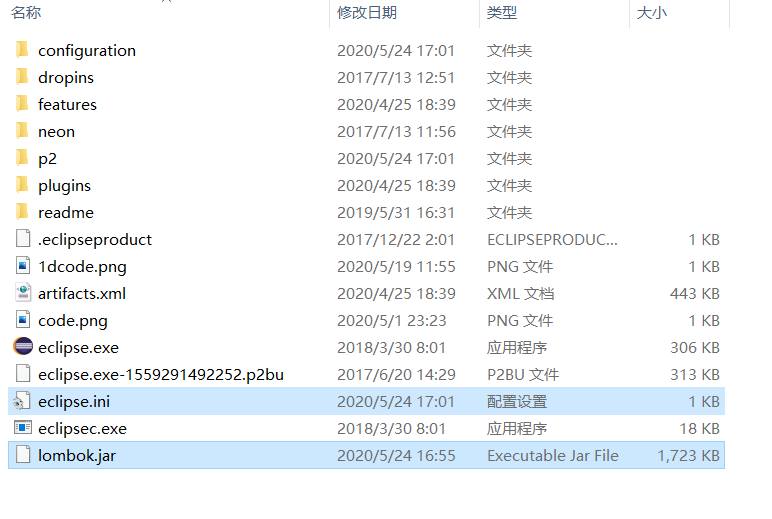 名称 修改日期 类型 大小
configuration 2020/5/24 17:01 文件夹
dropins 2017/7/13 12:51 文件夹
features 2020/4/25 18:39 文件夹
neon 2017/7/13 11:56 文件夹
p2 2020/5/24 17:01 文件夹
plugins 2020/4/25 18:39 文件夹
readme 2019/5/31 16:31 文件夹
.eclipseproduct 2017/12/22 2:01 ECLIPSEPRODUC... 1 KB
1dcode.png 2020/5/19 11:55 PNG 文件 1 KB
artifacts.xml 2020/4/25 18:39 XML 文档 443 KB
code.png 2020/5/1 23:23 PNG 文件 1 KB
eclipse.exe 2018/3/30 8:01 应用程序 306 KB
eclipse.exe-1559291492252.p2bu 2017/6/20 14:29 P2BU 文件 313 KB
eclipse.ini 2020/5/24 17:01 配置设置 1 KB
eclipsec.exe 2018/3/30 8:01 应用程序 18 KB
lombok.jar 2020/5/24 16:55 Executable Jar File 1,723 KB